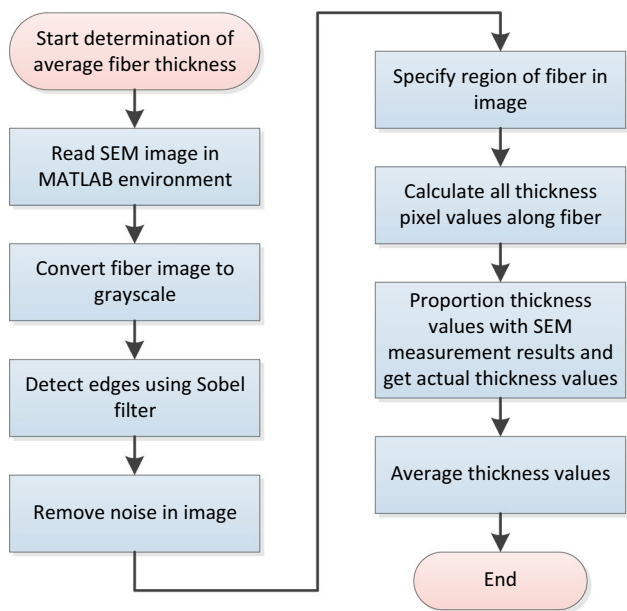 Start determination of
average fiber thickness
Read SEM image in
MATLAB environment
Convert fiber image to
grayscale
Detect edges using Sobel
filter
Remove noise in image
Specify region of fiber in
image
Calculate all thickness
pixel values along fiber
Proportion thickness
values with SEM
measurement results and
get actual thickness values
Average thickness values
End